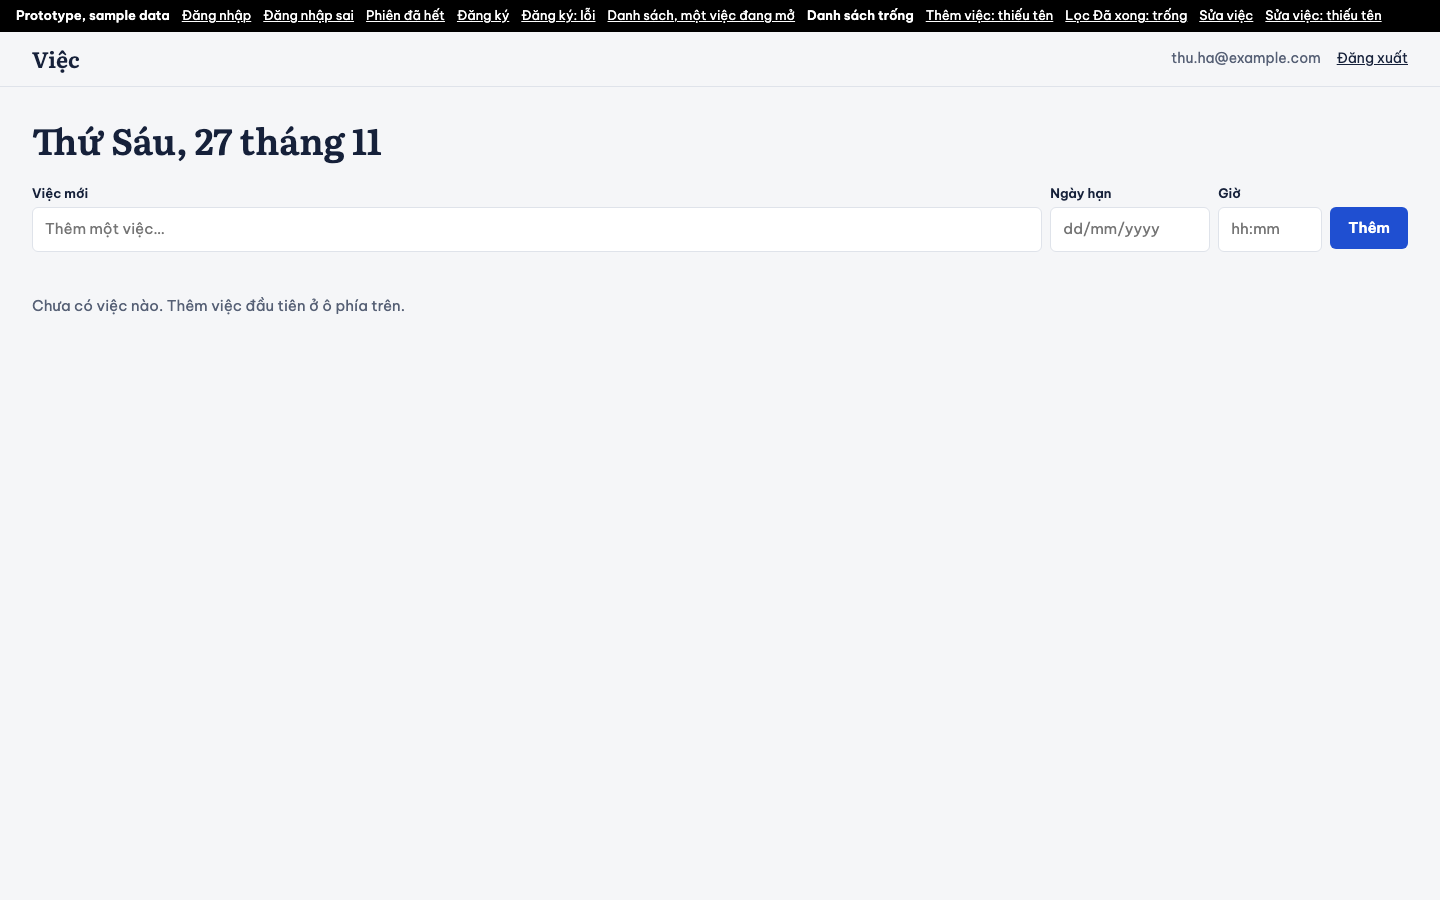 Prototype, sample data Đăng nhập Đăng nhập sai Phiên đã hết Đăng ký Đăng ký: lỗi Danh sách, một việc đang mở Danh sách trống Thêm việc: thiếu tên Lọc Đã xong: trống Sửa việc Sửa việc: thiếu tên
Việc thu.ha@example.com Đăng xuất
Thứ Sáu, 27 tháng 11
Việc mới Ngày hạn Giờ
Thêm một việc… dd/mm/yyyy hh:mm Thêm
Chưa có việc nào. Thêm việc đầu tiên ở ô phía trên.